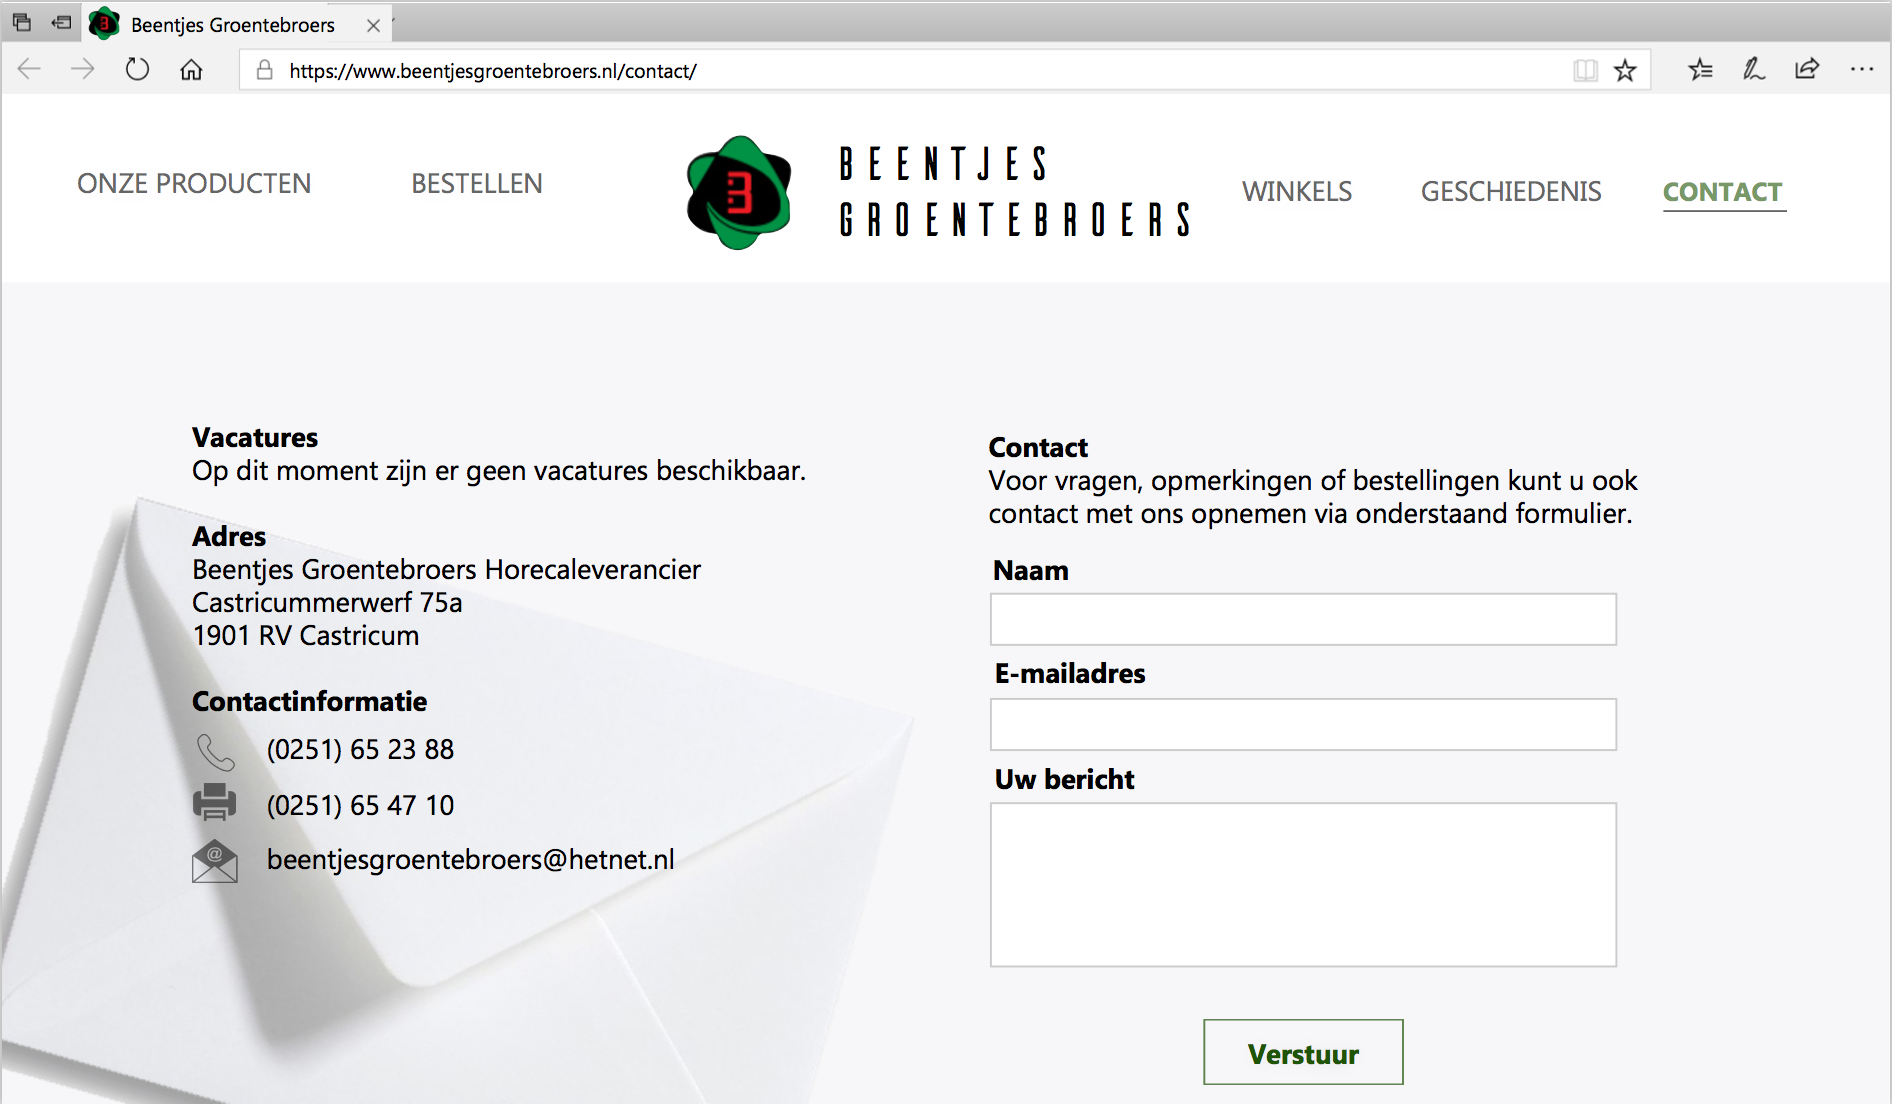 Beentjes Groentebroers
https://www.beentjesgroentebroers.nl/contact/
ONZE PRODUCTEN
BESTELLEN
B
BEENTJES
GROENTEBROERS
WINKELS
GESCHIEDENIS
CONTACT
Vacatures
Op dit moment zijn er geen vacatures beschikbaar.
Adres
Beentjes Groentebroers Horecaleverancier
Castricummerwerf 75a
1901 RV Castricum
Contactinformatie
(0251) 65 23 88
(0251) 65 47 10
@
beentjesgroentebroers@hetnet.nl
Contact
Voor vragen, opmerkingen of bestellingen kunt u ook
contact met ons opnemen via onderstaand formulier.
Naam
E-mailadres
Uw bericht
Verstuur